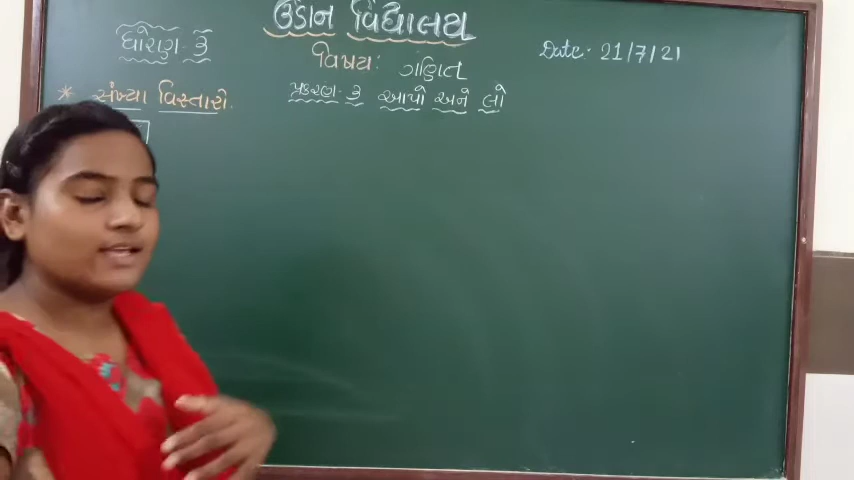 ઉડાન વિદ્યાલય
ધોરણ - ૩
વિષય: ગણિત
Date: 21/7/21
પ્રકરણ - ૩ આપો અને લો
* સંખ્યા વિસ્તારો.